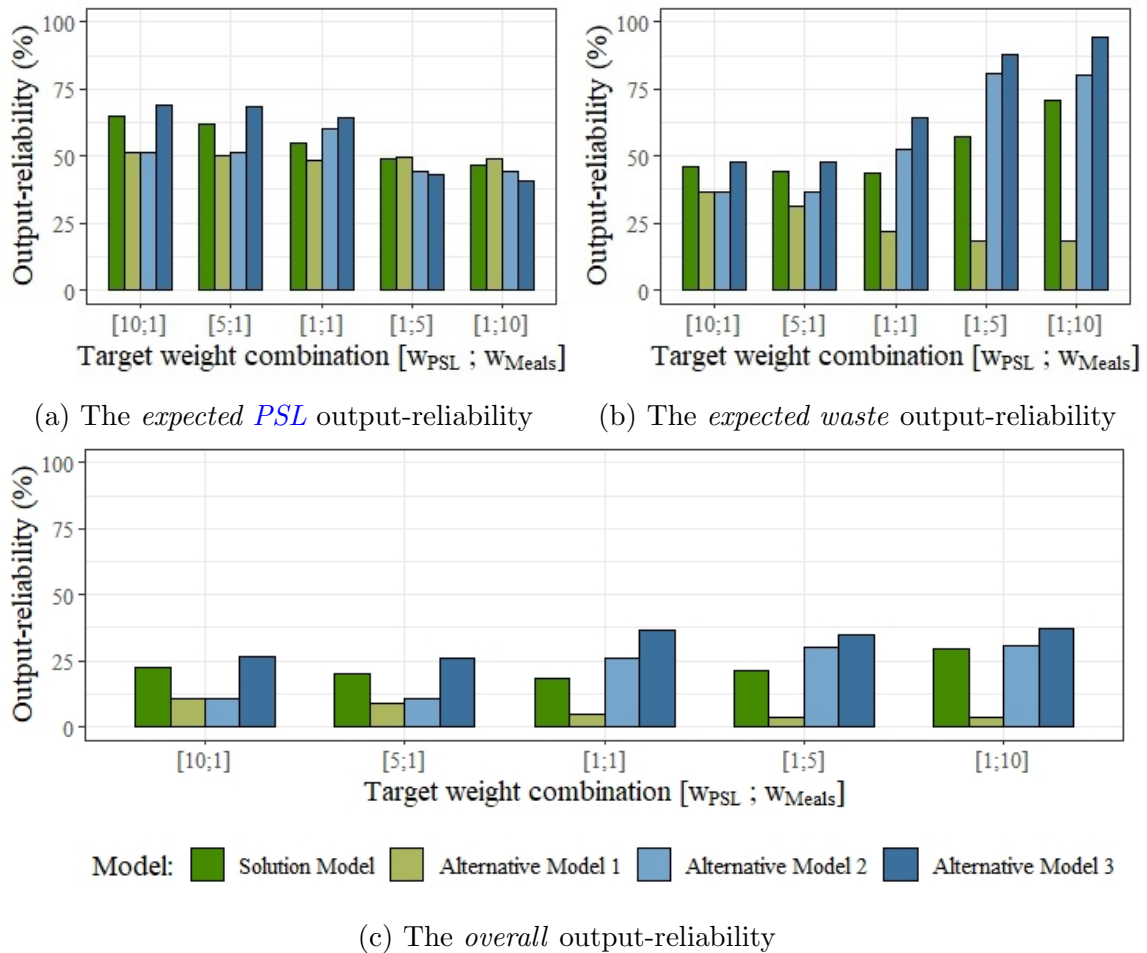 Output-reliability (%)
100
75
50
25
0
[10;1] [5;1] [1;1] [1;5] [1;10]
Target weight combination [wPSL ; wMeals]
(a) The expected PSL output-reliability
Output-reliability (%)
100
75
50
25
0
[10;1] [5;1] [1;1] [1;5] [1;10]
Target weight combination [wPSL ; wMeals]
(b) The expected waste output-reliability
Output-reliability (%)
100
75
50
25
0
[10;1] [5;1] [1;1] [1;5] [1;10]
Target weight combination [wPSL ; wMeals]
Model: Solution Model Alternative Model 1 Alternative Model 2 Alternative Model 3
(c) The overall output-reliability